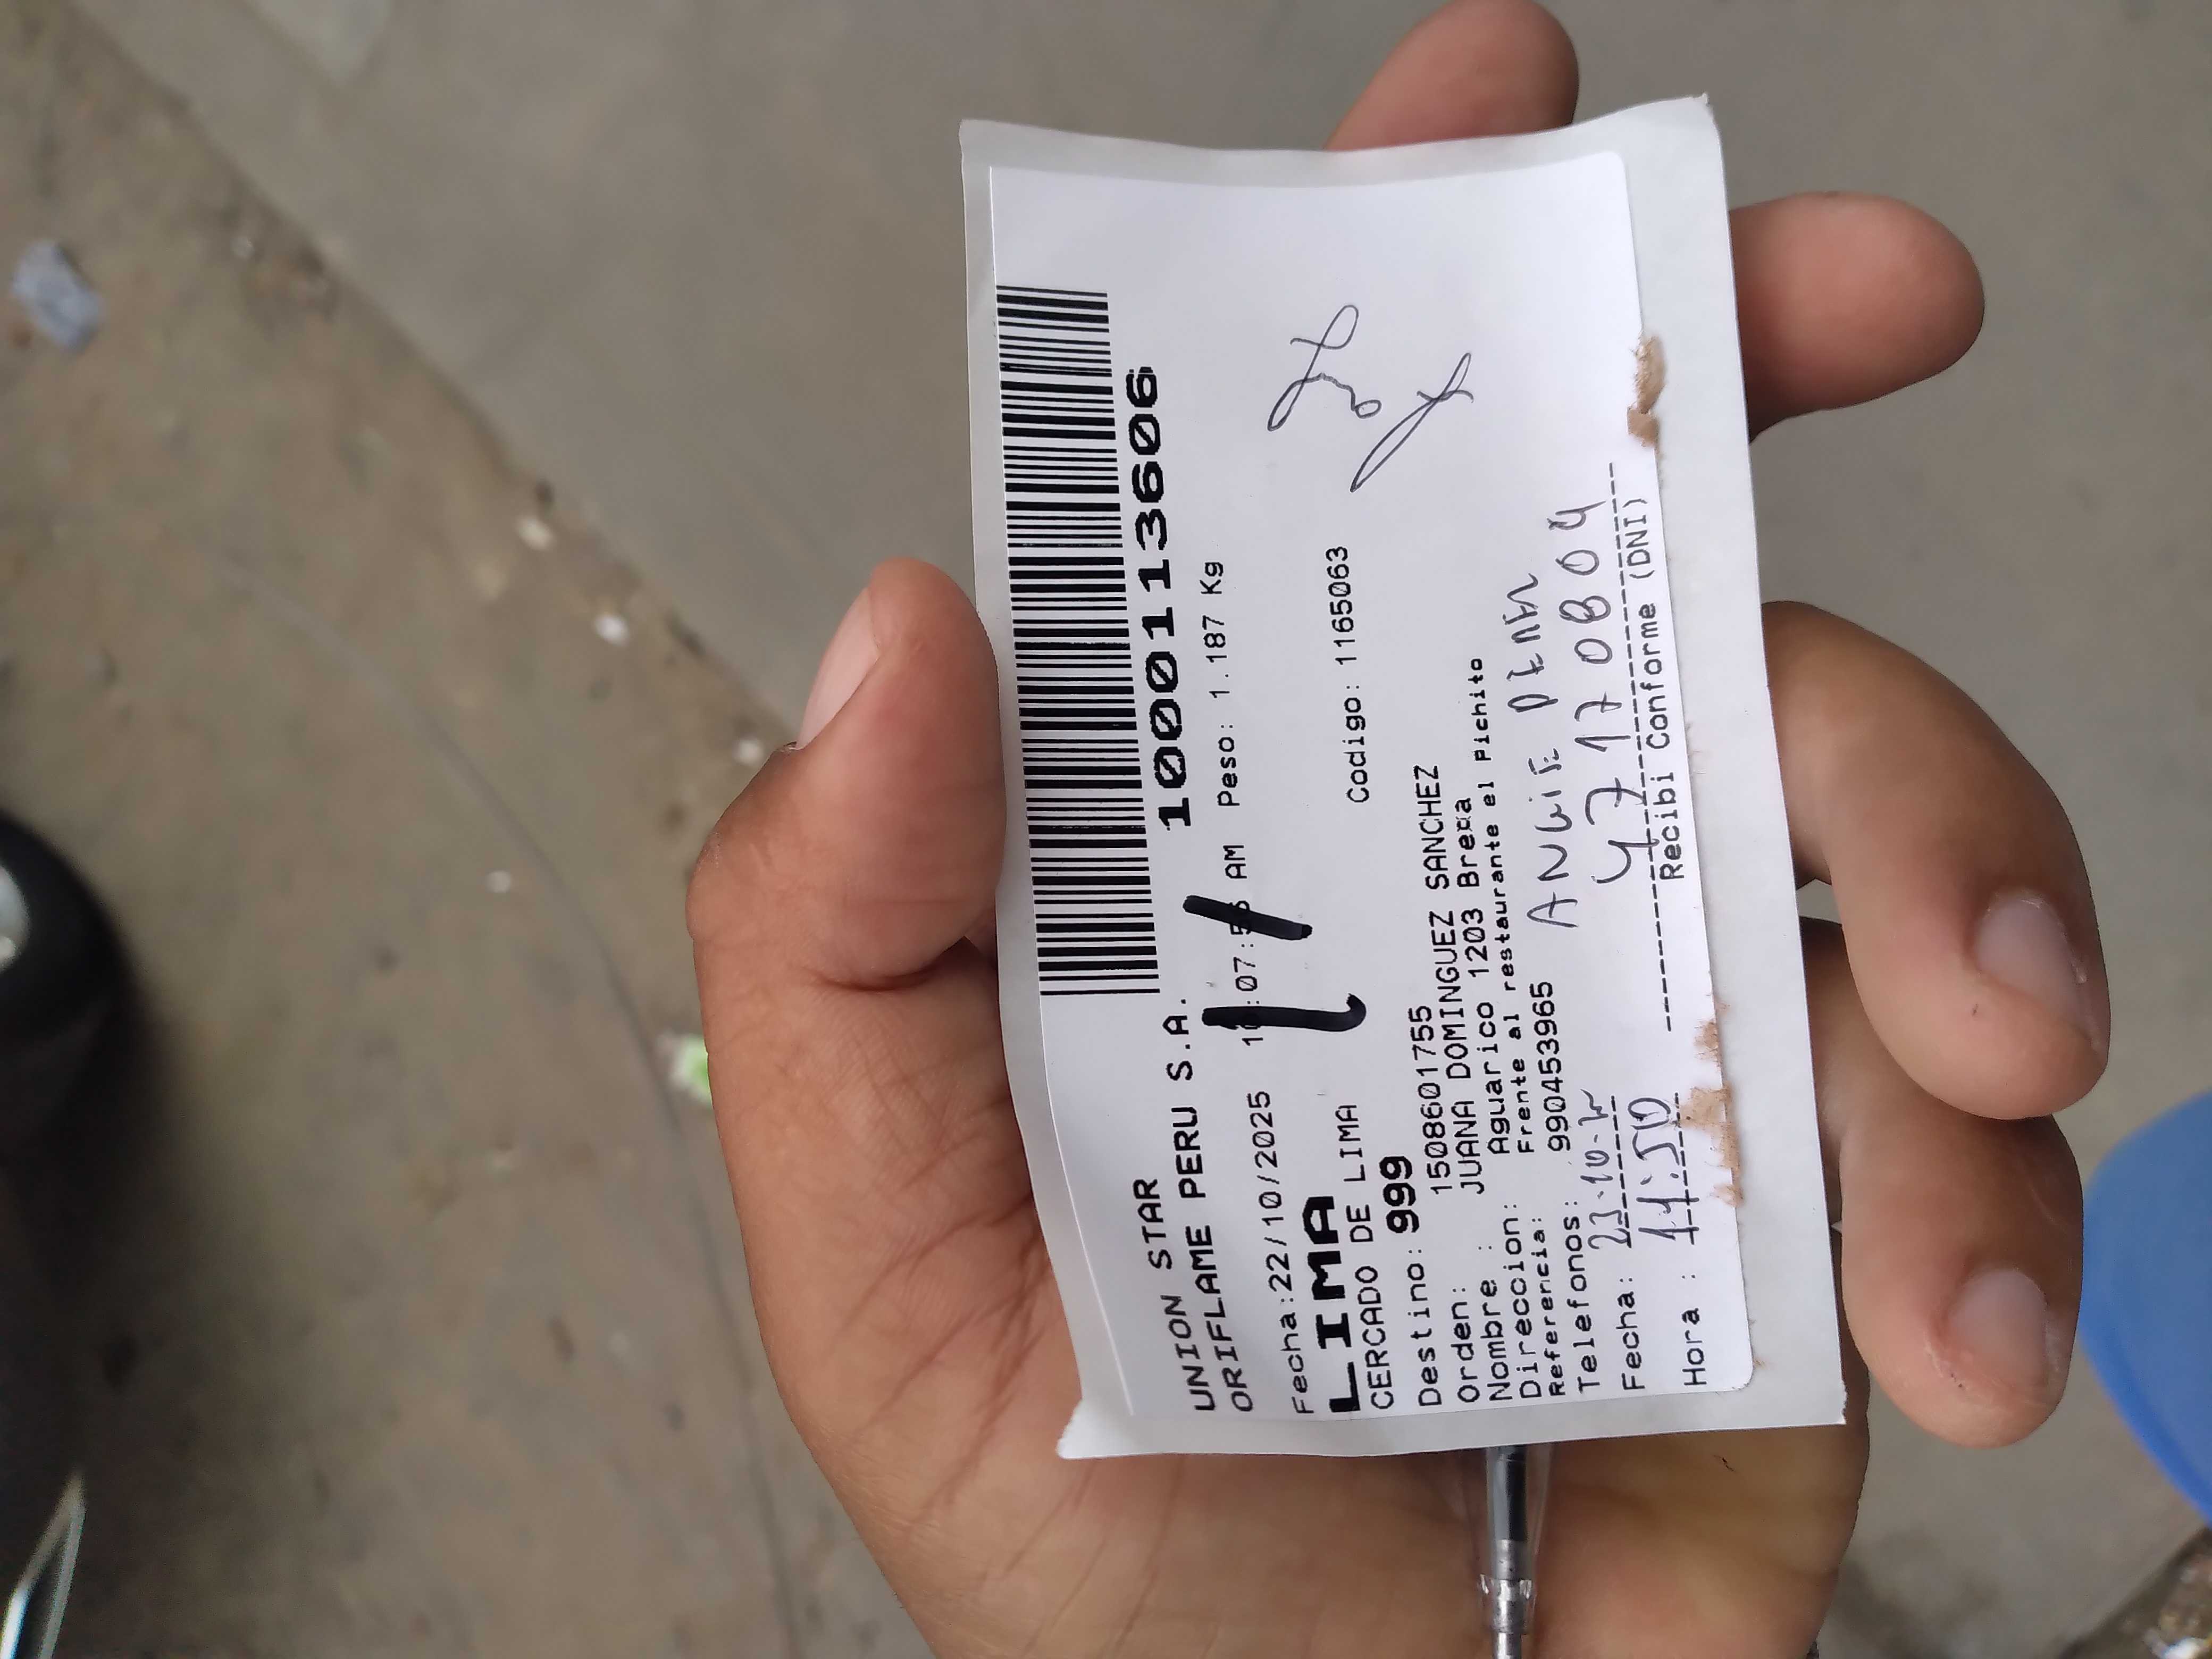 1000113606
UNION STAR
ORIFLAME PERU S.A.
Fecha:22/10/2025 AM Peso: 1.187 Kg
LIMA
CERCADO DE LIMA Codigo: 1165063
Destino: 999
Orden: 1508601755
Nombre : JUANA DOMINGUEZ SANCHEZ
Direccion: Aguarico 1203 Breña
Referencia: Frente al restaurante el Pichito
Telefonos: 990453965
ANGIE
Fecha: 23.10.
47170804
Hora : 11:50
Recibi Conforme (DNI)